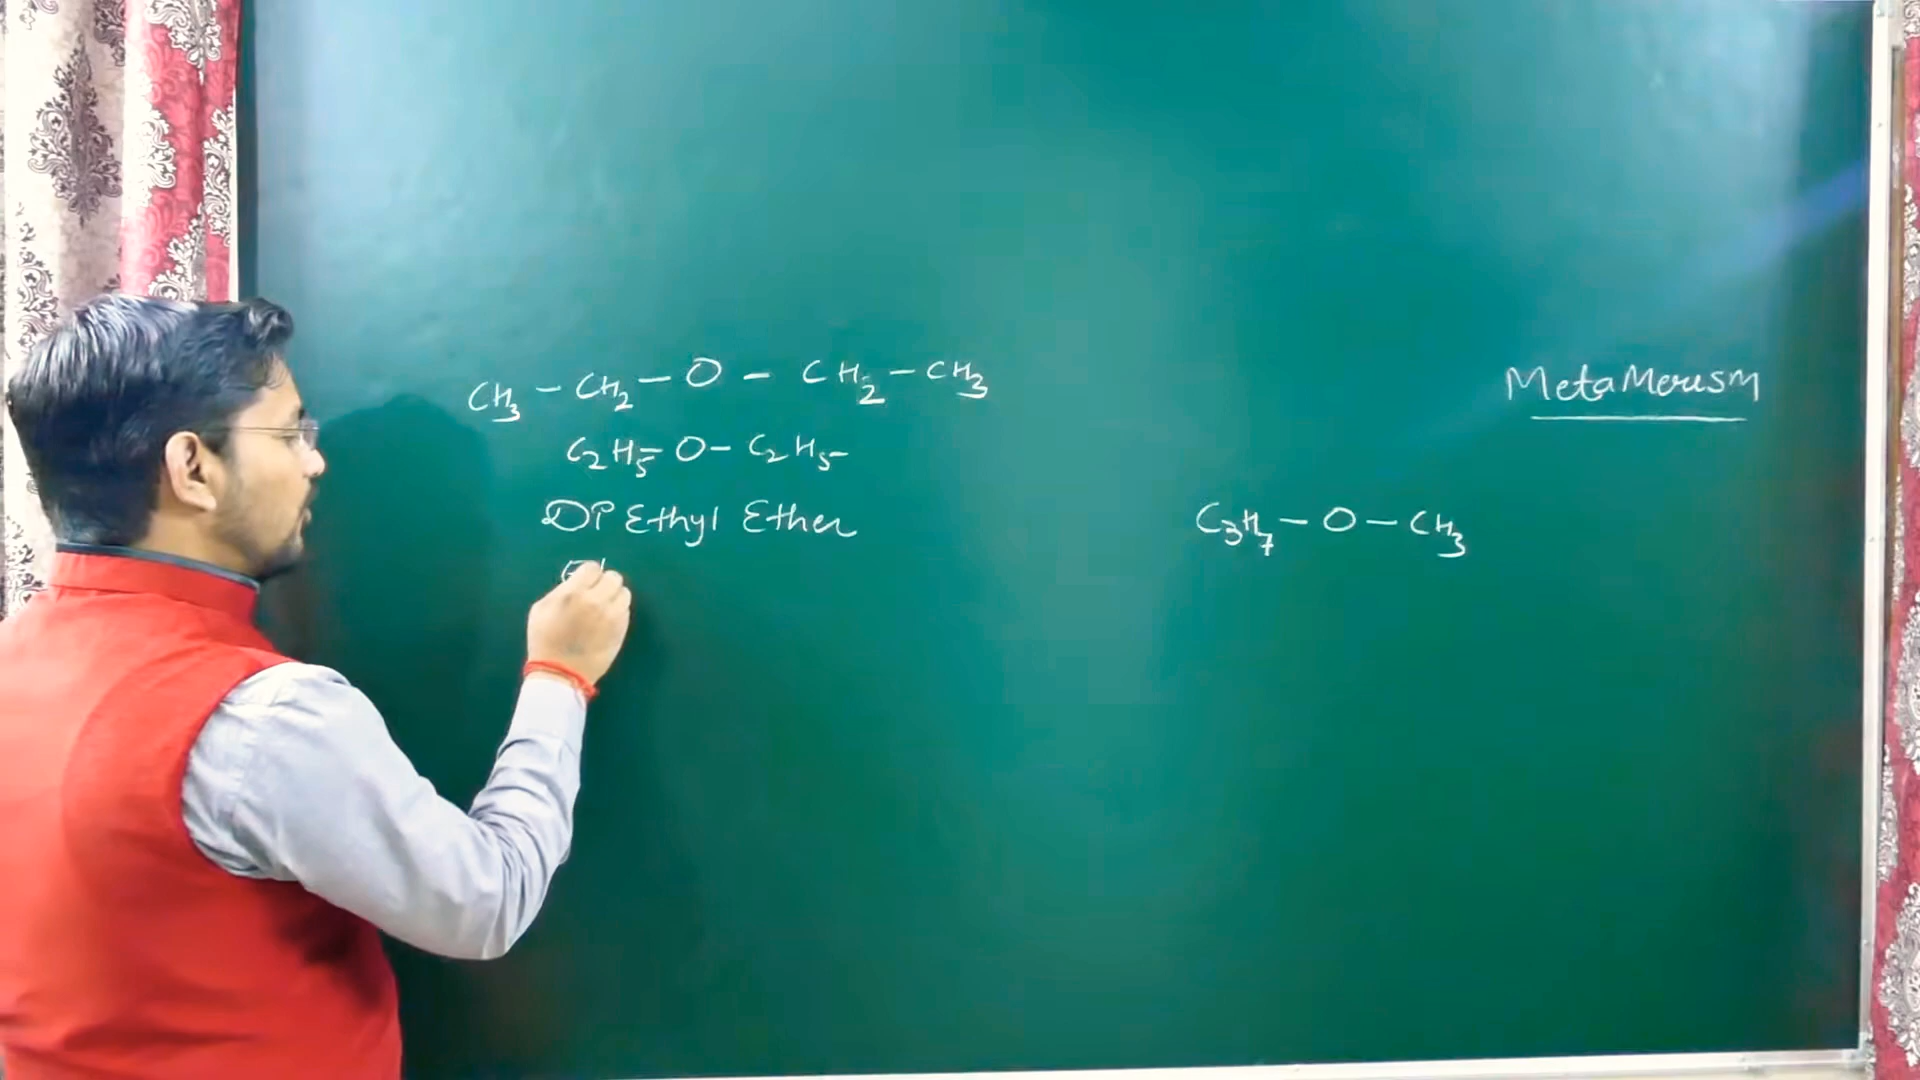 CH3 - CH2 - O - CH2 - CH3
C2H5 - O - C2H5
Di Ethyl Ether
MetaMerism
C3H7 - O - CH3